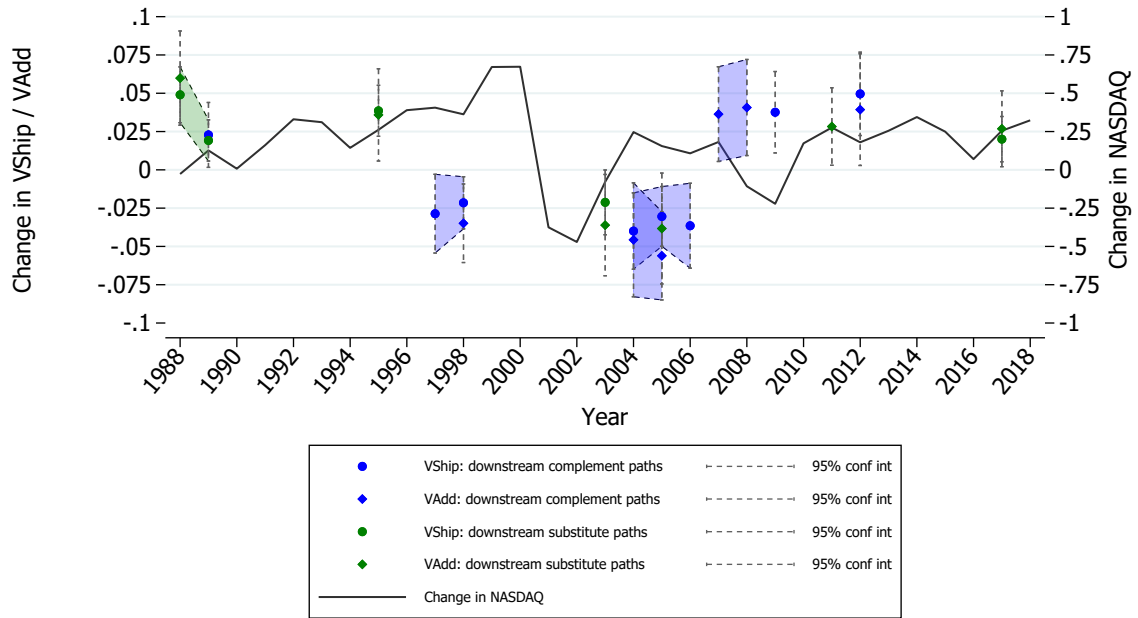 Change in VShip / VAdd
.1
.075
.05
.025
0
-.025
-.05
-.075
-.1
1
.75
.5
.25
0
-.25
-.5
-.75
-1
Change in NASDAQ
1988
1990
1992
1994
1996
1998
2000
2002
2004
2006
2008
2010
2012
2014
2016
2018
Year
VShip: downstream complement paths
95% conf int
VAdd: downstream complement paths
95% conf int
VShip: downstream substitute paths
95% conf int
VAdd: downstream substitute paths
95% conf int
Change in NASDAQ